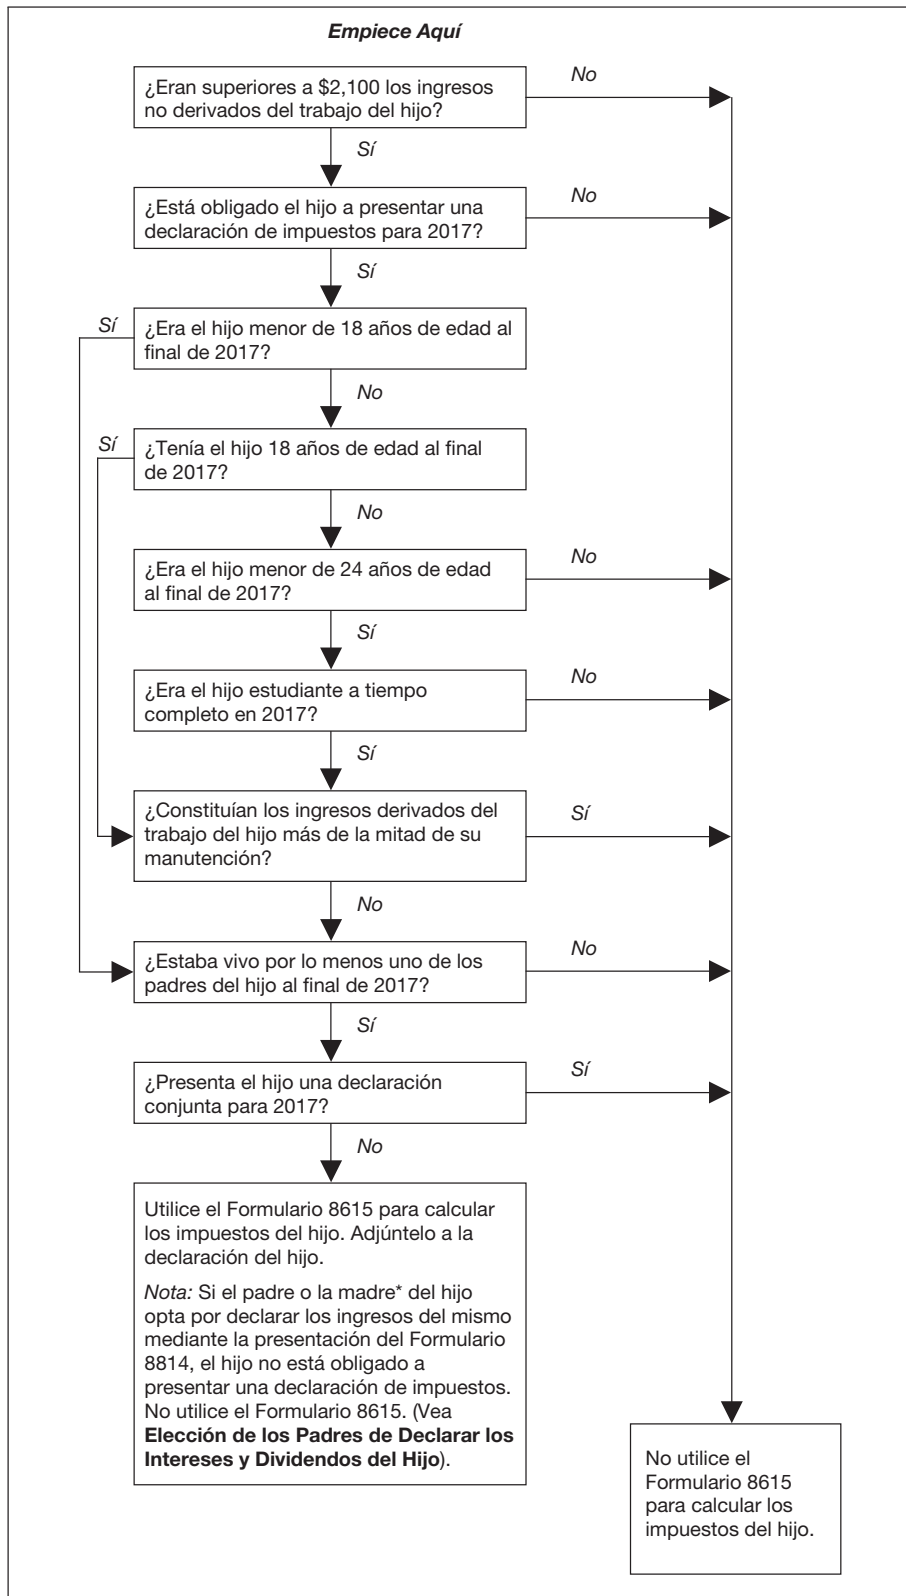 Empiece Aquí
¿Eran superiores a $2,100 los ingresos
no derivados del trabajo del hijo?
No
Sí
¿Está obligado el hijo a presentar una
declaración de impuestos para 2017?
No
Sí
¿Era el hijo menor de 18 años de edad al
final de 2017?
Sí
No
¿Tenía el hijo 18 años de edad al final
de 2017?
Sí
No
¿Era el hijo menor de 24 años de edad
al final de 2017?
No
Sí
¿Era el hijo estudiante a tiempo
completo en 2017?
No
Sí
¿Constituían los ingresos derivados del
trabajo del hijo más de la mitad de su
manutención?
Sí
No
¿Estaba vivo por lo menos uno de los
padres del hijo al final de 2017?
No
Sí
¿Presenta el hijo una declaración
conjunta para 2017?
Sí
No
Utilice el Formulario 8615 para calcular
los impuestos del hijo. Adjúntelo a la
declaración del hijo.
Nota: Si el padre o la madre* del hijo
opta por declarar los ingresos del mismo
mediante la presentación del Formulario
8814, el hijo no está obligado a
presentar una declaración de impuestos.
No utilice el Formulario 8615. (Vea
Elección de los Padres de Declarar los
Intereses y Dividendos del Hijo).
No utilice el
Formulario 8615
para calcular los
impuestos del hijo.